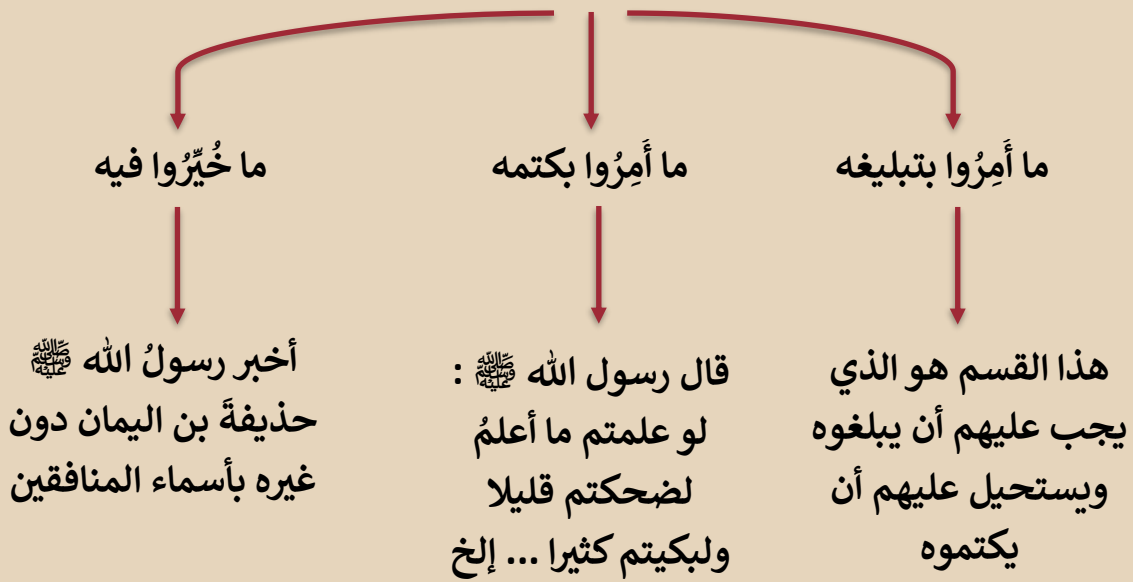 ما أَمِرُوا بتبليغه
ما أَمِرُوا بكتمه
ما خُيِّرُوا فيه
هذا القسم هو الذي
يجب عليهم أن يبلغوه
ويستحيل عليهم أن
يكتموه
قال رسول الله ﷺ :
لو علمتم ما أعلمُ
لضحكتم قليلا
ولبكيتم كثيرا ... إلخ
أخبر رسولُ الله ﷺ
حذيفةَ بن اليمان دون
غيره بأسماء المنافقين